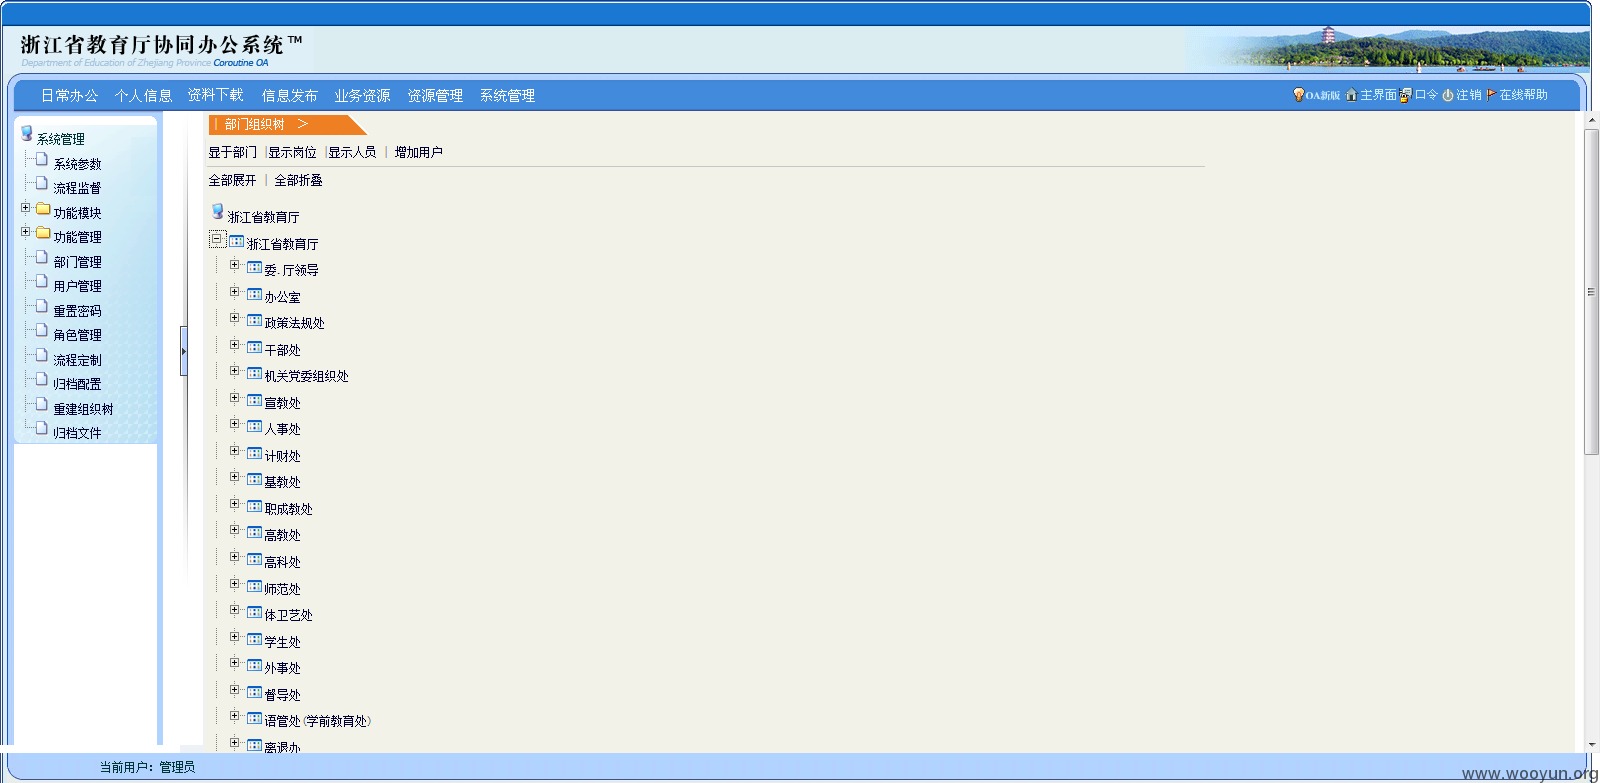 浙江省教育厅协同办公系统™
Department of Education of Zhejiang Province Coroutine OA
日常办公 个人信息 资料下载 信息发布 业务资源 资源管理 系统管理
OA新版 主界面 口令 注销 在线帮助
系统管理
系统参数
流程监督
功能模块
功能管理
部门管理
用户管理
重置密码
角色管理
流程定制
归档配置
重建组织树
归档文件
| 部门组织树 >
显于部门 |显示岗位 |显示人员 | 增加用户
全部展开 | 全部折叠
浙江省教育厅
浙江省教育厅
委.厅领导
办公室
政策法规处
干部处
机关党委组织处
宣教处
人事处
计财处
基教处
职成教处
高教处
高科处
师范处
体卫艺处
学生处
外事处
督导处
语管处(学前教育处)
离退办
当前用户：管理员
www.wooyun.org